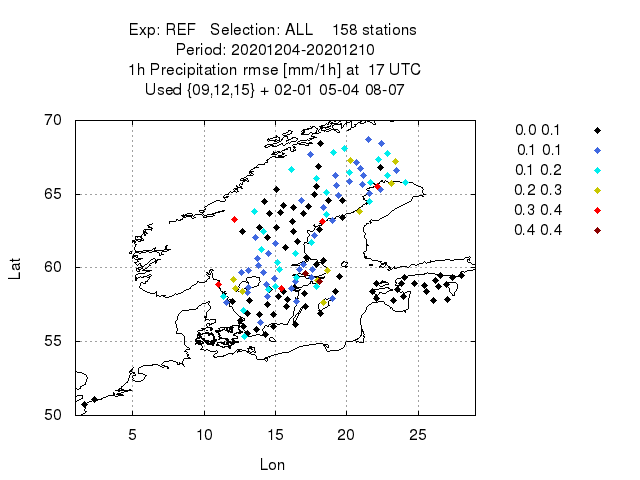 Exp: REF Selection: ALL 158 stations
Period: 20201204-20201210
1h Precipitation rmse [mm/1h] at 17 UTC
Used {09,12,15} + 02-01 05-04 08-07
70
65
60
55
50
Lat
5 10 15 20 25
Lon
0.0 0.1
0.1 0.1
0.1 0.2
0.2 0.3
0.3 0.4
0.4 0.4